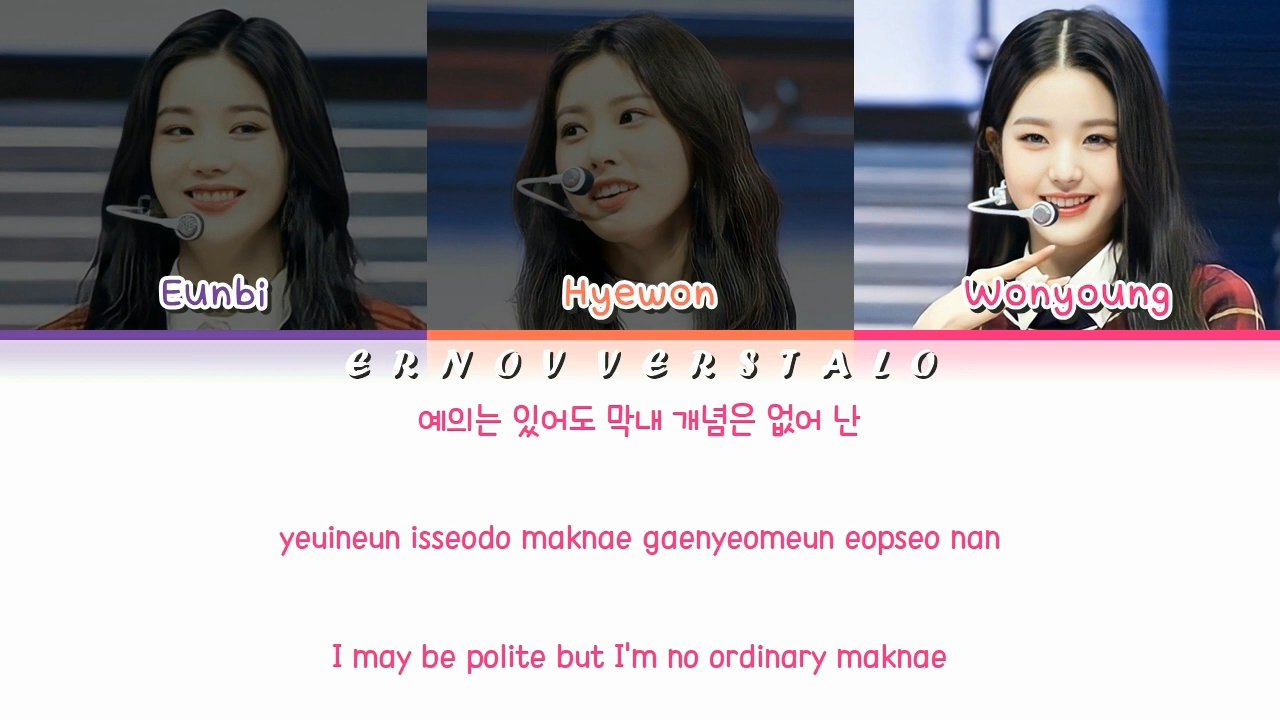 Eunbi
Hyewon
Wonyoung
ERNOV VERSTALO
예의는 있어도 막내 개념은 없어 난
yeuineun isseodo maknae gaenyeomeun eopseo nan
I may be polite but I'm no ordinary maknae